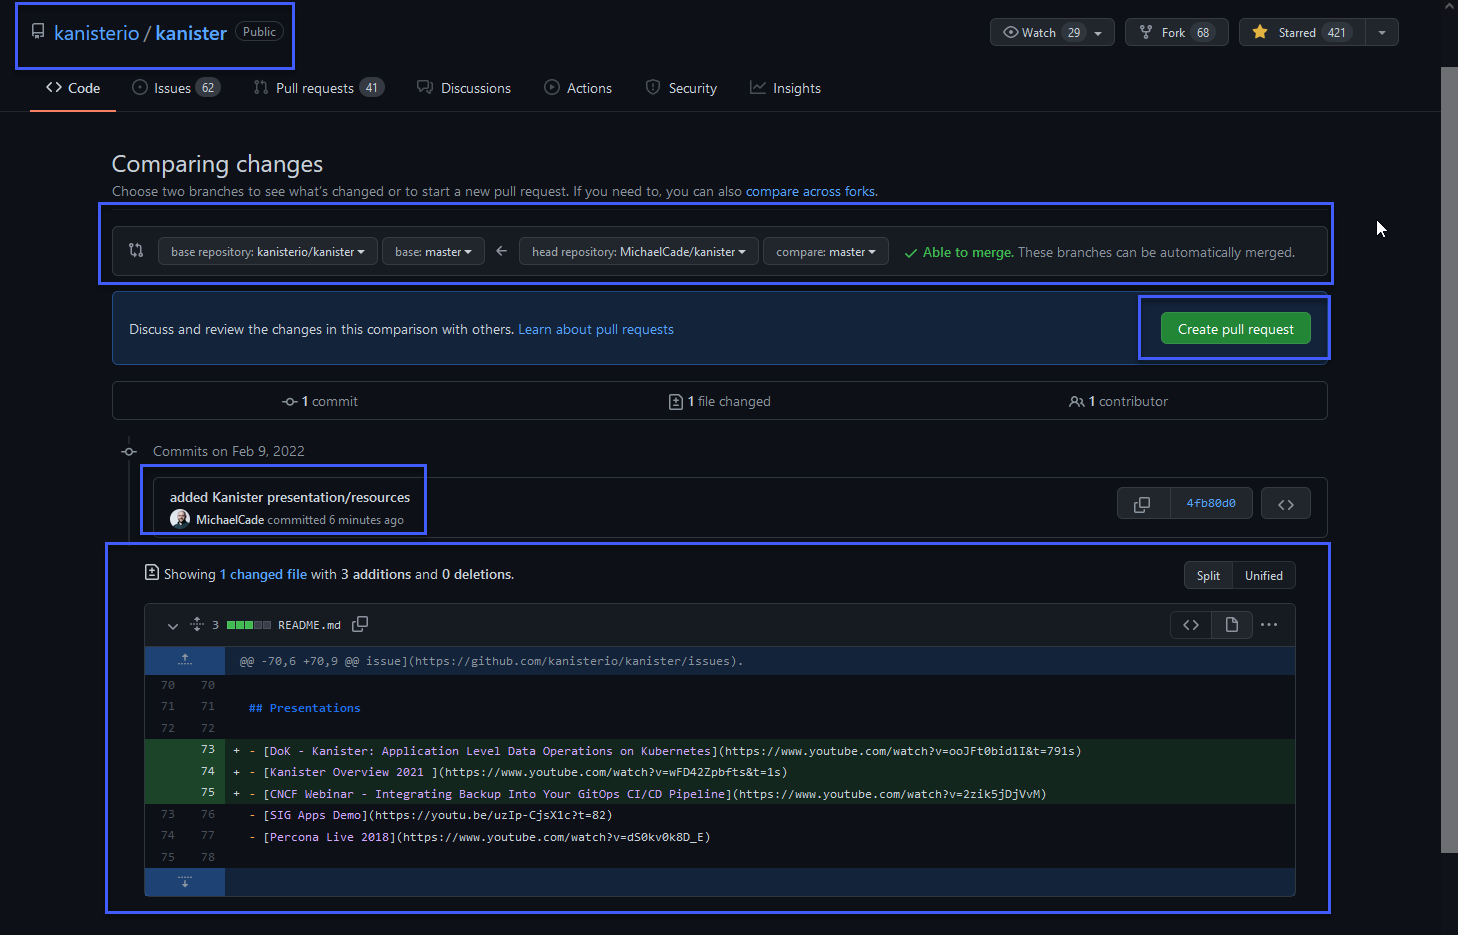 kanisterio / kanister Public
Watch 29 Fork 68 Starred 421
Code Issues 62 Pull requests 41 Discussions Actions Security Insights
Comparing changes
Choose two branches to see what's changed or to start a new pull request. If you need to, you can also compare across forks.
base repository: kanisterio/kanister base: master ← head repository: MichaelCade/kanister compare: master ✓ Able to merge. These branches can be automatically merged.
Discuss and review the changes in this comparison with others. Learn about pull requests
Create pull request
1 commit 1 file changed 1 contributor
Commits on Feb 9, 2022
added Kanister presentation/resources
MichaelCade committed 6 minutes ago
4fb80d0 <>
Showing 1 changed file with 3 additions and 0 deletions.
Split Unified
3 README.md <> ...
@@ -70,6 +70,9 @@ issue](https://github.com/kanisterio/kanister/issues).
70 70
71 71 ## Presentations
72 72
73 + - [DoK - Kanister: Application Level Data Operations on Kubernetes](https://www.youtube.com/watch?v=ooJFt0bid1I&t=791s)
74 + - [Kanister Overview 2021 ](https://www.youtube.com/watch?v=wFD42Zpbfts&t=1s)
75 + - [CNCF Webinar - Integrating Backup Into Your GitOps CI/CD Pipeline](https://www.youtube.com/watch?v=2zik5jDjVvM)
73 76 - [SIG Apps Demo](https://youtu.be/uzIp-CjsX1c?t=82)
74 77 - [Percona Live 2018](https://www.youtube.com/watch?v=dS0kv0k8D_E)
75 78